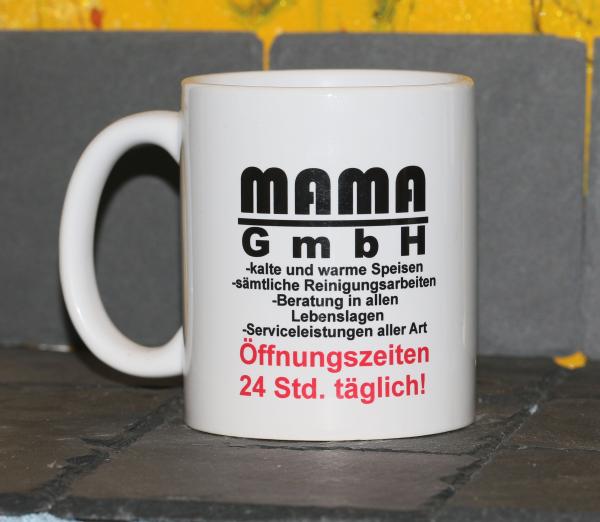 MAMA
GmbH
-kalte und warme Speisen
-sämtliche Reinigungsarbeiten
-Beratung in allen
Lebenslagen
-Serviceleistungen aller Art
Öffnungszeiten
24 Std. täglich!